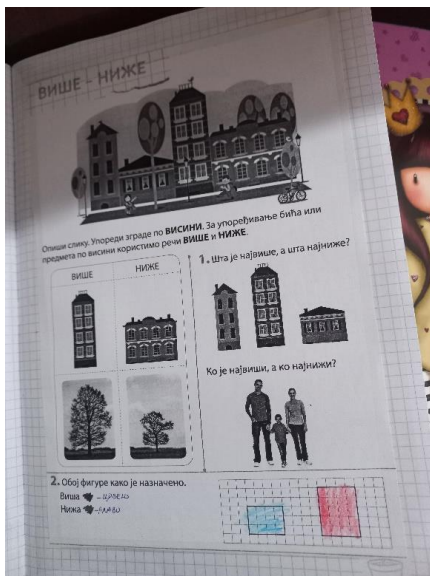 ВИШЕ - НИЖЕ
Опиши слику. Упореди зграде по ВИСИНИ. За упоређивање бића или
предмета по висини користимо речи ВИШЕ и НИЖЕ.
ВИШЕ
НИЖЕ
1. Шта је највише, а шта најниже?
Ко је највиши, а ко најнижи?
2. Обој фигуре како је назначено.
Виша - црвено
Нижа - плаво